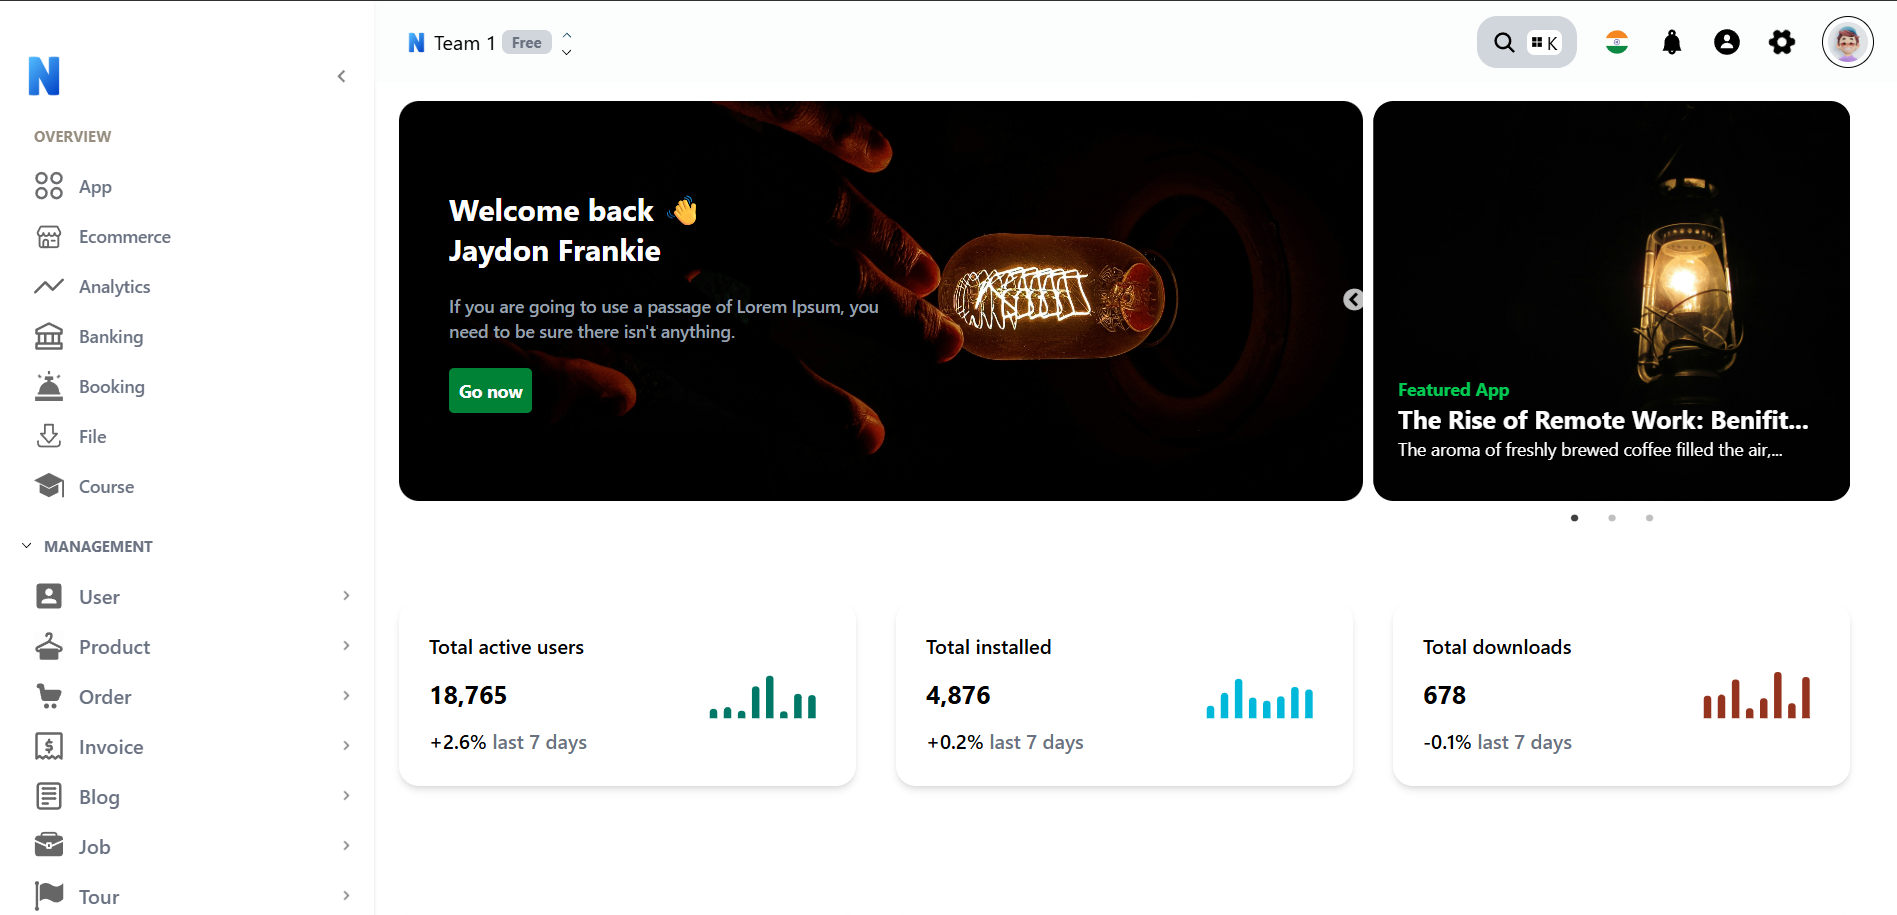 N
OVERVIEW
App
Ecommerce
Analytics
Banking
Booking
File
Course
MANAGEMENT
User
Product
Order
Invoice
Blog
Job
Tour
N Team 1 Free
K
Welcome back 👋
Jaydon Frankie
If you are going to use a passage of Lorem Ipsum, you
need to be sure there isn't anything.
Go now
Featured App
The Rise of Remote Work: Benifit...
The aroma of freshly brewed coffee filled the air,...
Total active users
18,765
+2.6% last 7 days
Total installed
4,876
+0.2% last 7 days
Total downloads
678
-0.1% last 7 days